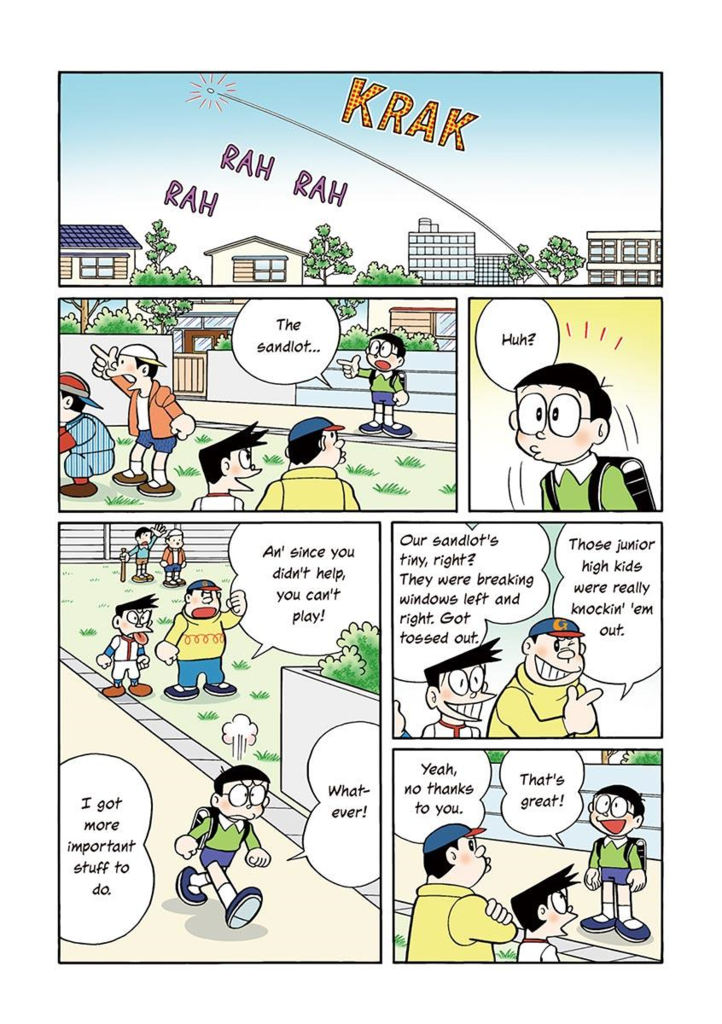 KRAK
RAH
RAH
RAH
Huh?
The
sandlot...
Those junior
high kids
were really
knockin' 'em
out.
Our sandlot's
tiny, right?
They were breaking
windows left and
right. Got
tossed out.
G
That's
great!
Yeah,
no thanks
to you.
An' since you
didn't help,
you can't
play!
G
What-
ever!
I got
more
important
stuff to
do.